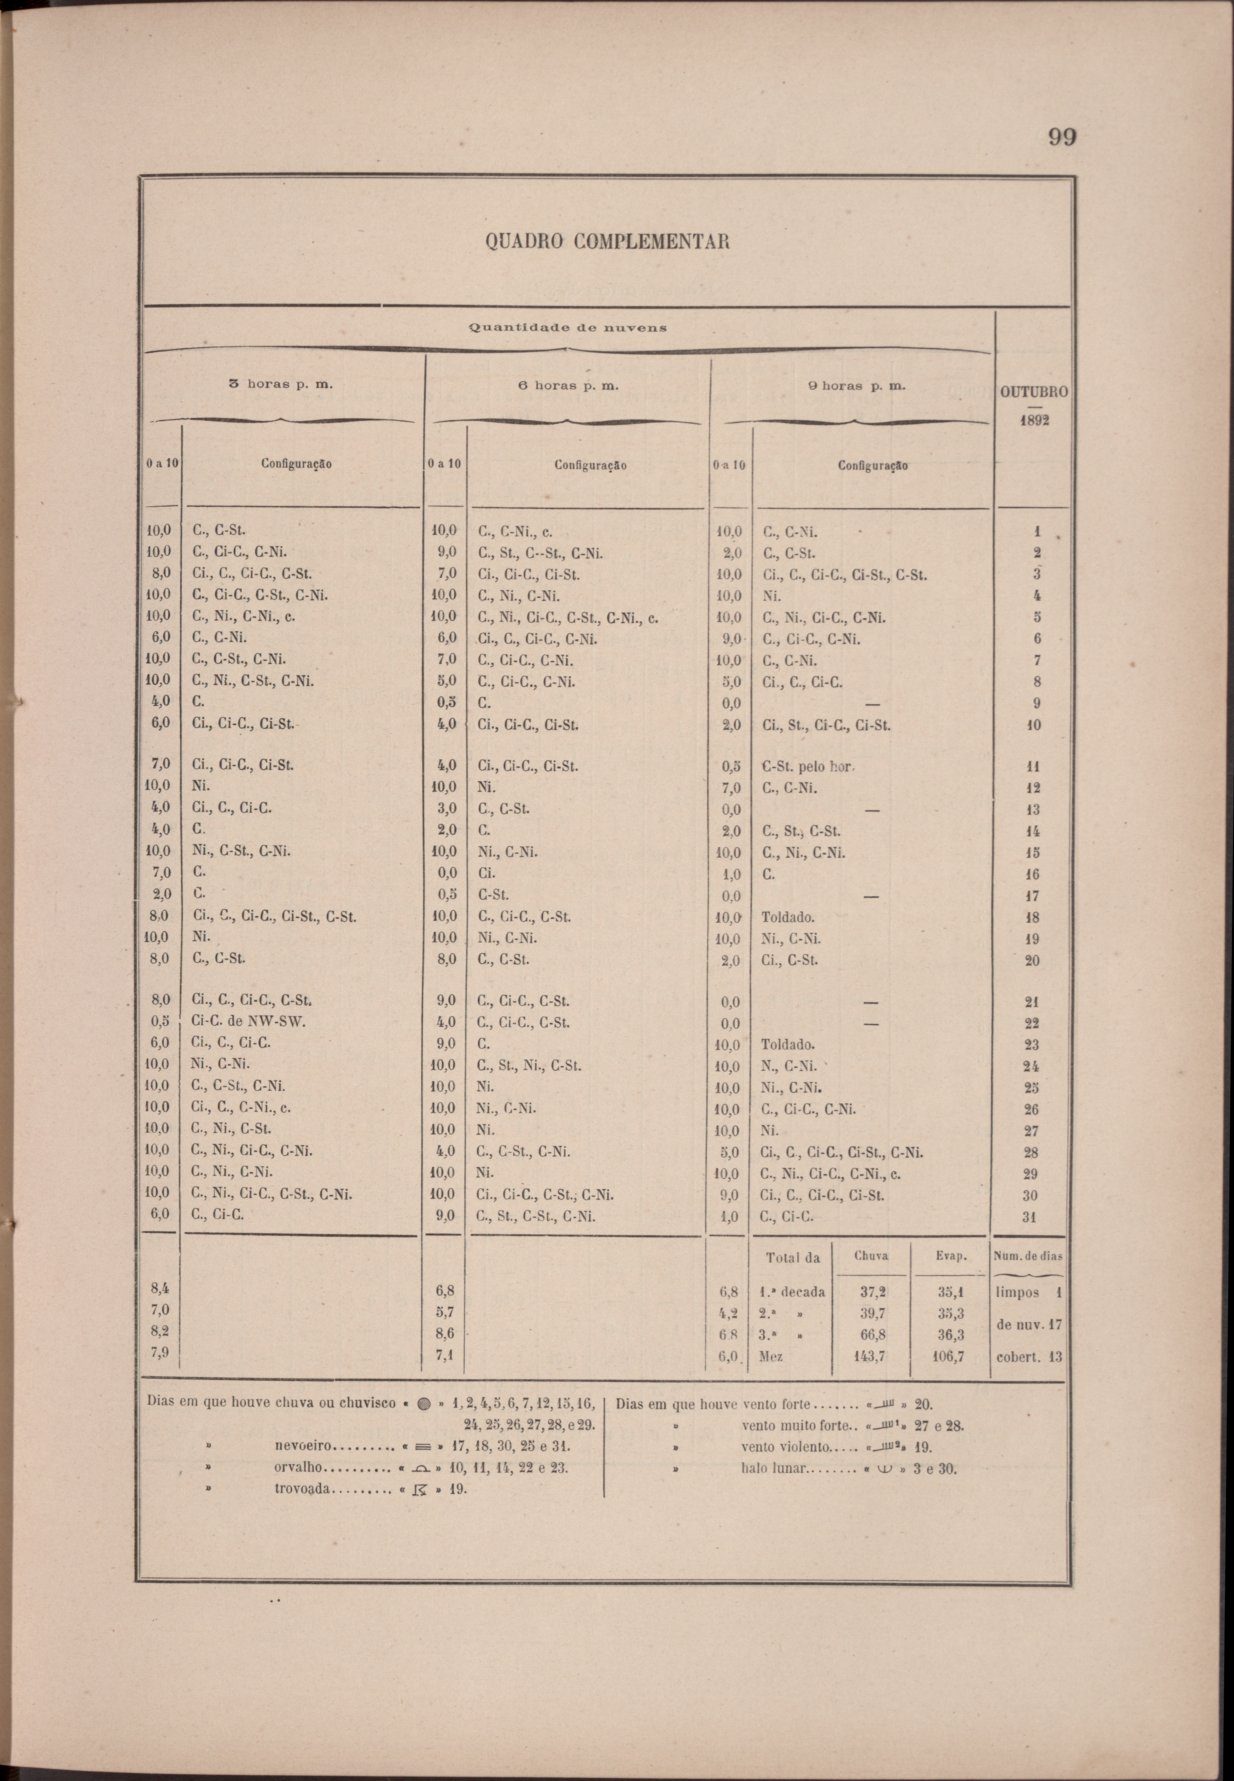 99
QUADRO COMPLEMENTAR
Quantidade de nuvens
3 horas p. m. 6 horas p. m. 9 horas p. m. OUTUBRO
1892
0 a 10 Configuração 0 a 10 Configuração 0 a 10 Configuração
10,0 C., C-St. 10,0 C., C-Ni., c. 10,0 C., C-Ni. 1
10,0 C., Ci-C., C-Ni. 9,0 C., St., C--St., C-Ni. 2,0 C., C-St. 2
8,0 Ci., C., Ci-C., C-St. 7,0 Ci., Ci-C., Ci-St. 10,0 Ci., C., Ci-C., Ci-St., C-St. 3
10,0 C., Ci-C., C-St., C-Ni. 10,0 C., Ni., C-Ni. 10,0 Ni. 4
10,0 C., Ni., C-Ni., c. 10,0 C., Ni., Ci-C., C-St., C-Ni., c. 10,0 C., Ni., Ci-C., C-Ni. 5
6,0 C., C-Ni. 6,0 Ci., C., Ci-C., C-Ni. 9,0 C., Ci-C., C-Ni. 6
10,0 C., C-St., C-Ni. 7,0 C., Ci-C., C-Ni. 10,0 C., C-Ni. 7
10,0 C., Ni., C-St., C-Ni. 5,0 C., Ci-C., C-Ni. 5,0 Ci., C., Ci-C. 8
4,0 C. 0,5 C. 0,0 — 9
6,0 Ci., Ci-C., Ci-St. 4,0 Ci., Ci-C., Ci-St. 2,0 Ci., St., Ci-C., Ci-St. 10
7,0 Ci., Ci-C., Ci-St. 4,0 Ci., Ci-C., Ci-St. 0,5 C-St. pelo hor. 11
10,0 Ni. 10,0 Ni. 7,0 C., C-Ni. 12
4,0 Ci., C., Ci-C. 3,0 C., C-St. 0,0 — 13
4,0 C. 2,0 C. 2,0 C., St., C-St. 14
10,0 Ni., C-St., C-Ni. 10,0 Ni., C-Ni. 10,0 C., Ni., C-Ni. 15
7,0 C. 0,0 Ci. 1,0 C. 16
2,0 C. 0,5 C-St. 0,0 — 17
8,0 Ci., C., Ci-C., Ci-St., C-St. 10,0 C., Ci-C., C-St. 10,0 Toldado. 18
10,0 Ni. 10,0 Ni., C-Ni. 10,0 Ni., C-Ni. 19
8,0 C., C-St. 8,0 C., C-St. 2,0 Ci., C-St. 20
8,0 Ci., C., Ci-C., C-St. 9,0 C., Ci-C., C-St. 0,0 — 21
0,5 Ci-C. de NW-SW. 4,0 C., Ci-C., C-St. 0,0 — 22
6,0 Ci., C., Ci-C. 9,0 C. 10,0 Toldado. 23
10,0 Ni., C-Ni. 10,0 C., St., Ni., C-St. 10,0 N., C-Ni. 24
10,0 C., C-St., C-Ni. 10,0 Ni. 10,0 Ni., C-Ni. 25
10,0 Ci., C., C-Ni., c. 10,0 Ni., C-Ni. 10,0 C., Ci-C., C-Ni. 26
10,0 C., Ni., C-St. 10,0 Ni. 10,0 Ni. 27
10,0 C., Ni., Ci-C., C-Ni. 4,0 C., C-St., C-Ni. 5,0 Ci., C., Ci-C., Ci-St., C-Ni. 28
10,0 C., Ni., C-Ni. 10,0 Ni. 10,0 C., Ni., Ci-C., C-Ni., c. 29
10,0 C., Ni., Ci-C., C-St., C-Ni. 10,0 Ci., Ci-C., C-St., C-Ni. 9,0 Ci., C., Ci-C., Ci-St. 30
6,0 C., Ci-C. 9,0 C., St., C-St., C-Ni. 1,0 C., Ci-C. 31
Total da Chuva Evap. Num. de dias
8,4 6,8 6,8 1.ª decada 37,2 35,1 limpos 1
7,0 5,7 4,2 2.ª » 39,7 35,3
de nuv. 17
8,2 8,6 6 8 3.ª » 66,8 36,3
7,9 7,1 6,0 Mez 143,7 106,7 cobert. 13
Dias em que houve chuva ou chuvisco « » 1, 2, 4, 5, 6, 7, 12, 15, 16, Dias em que houve vento forte....... « » 20.
24, 25, 26, 27, 28, e 29. » vento muito forte.. « 1» 27 e 28.
» nevoeiro......... « » 17, 18, 30, 25 e 31. » vento violento..... « 2» 19.
» orvalho.......... « » 10, 11, 14, 22 e 23. » halo lunar........ « » 3 e 30.
» trovoada......... « » 19.